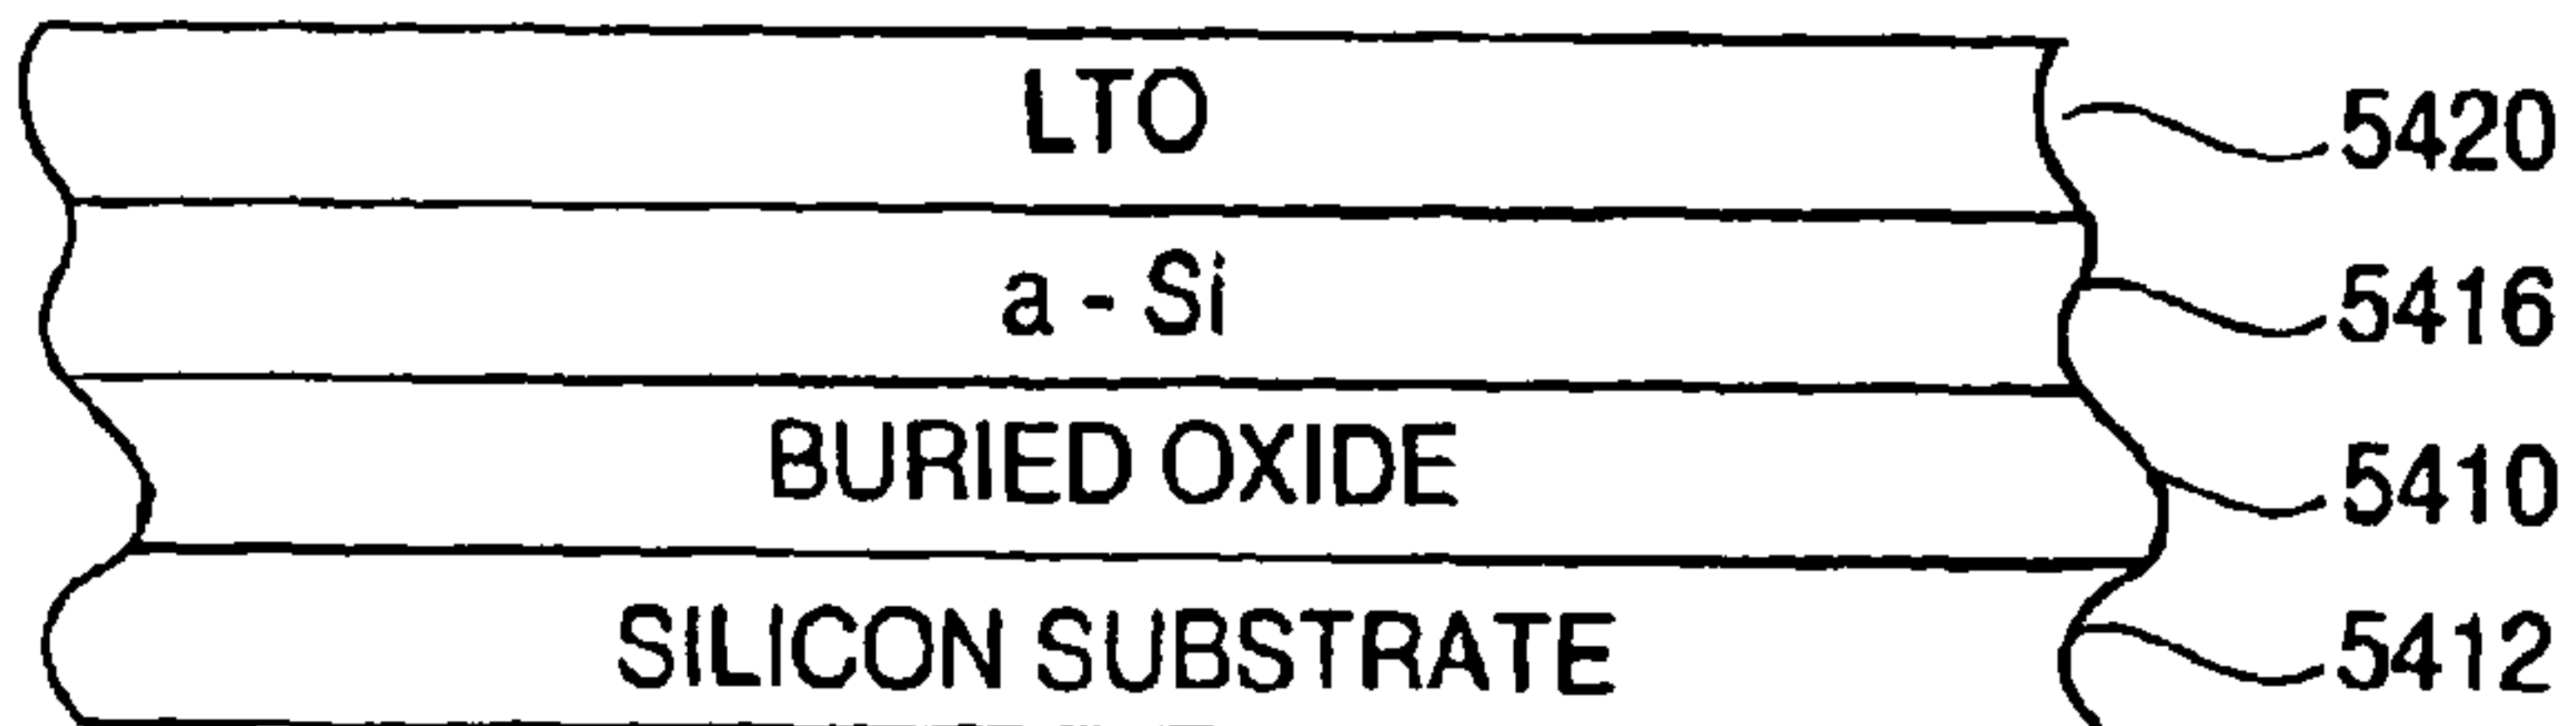 LTO 5420
a - Si 5416
BURIED OXIDE 5410
SILICON SUBSTRATE 5412